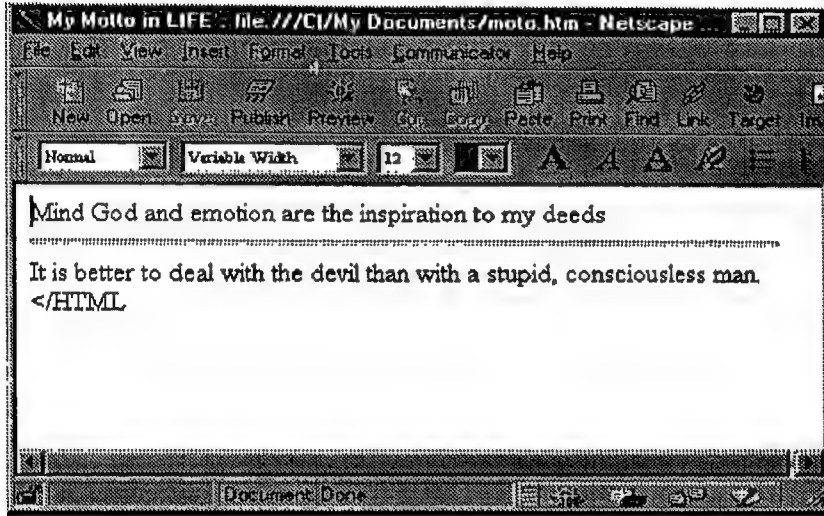 My Motto in LIFE - file:///C|/My Documents/moto.htm - Netscape ...
File Edit View Insert Format Tools Communicator Help
New Open Save Publish Preview Cut Copy Paste Print Find Link Target Im
Normal Variable Width 12
Mind God and emotion are the inspiration to my deeds
It is better to deal with the devil than with a stupid, consciousless man.
</HTML
Document: Done